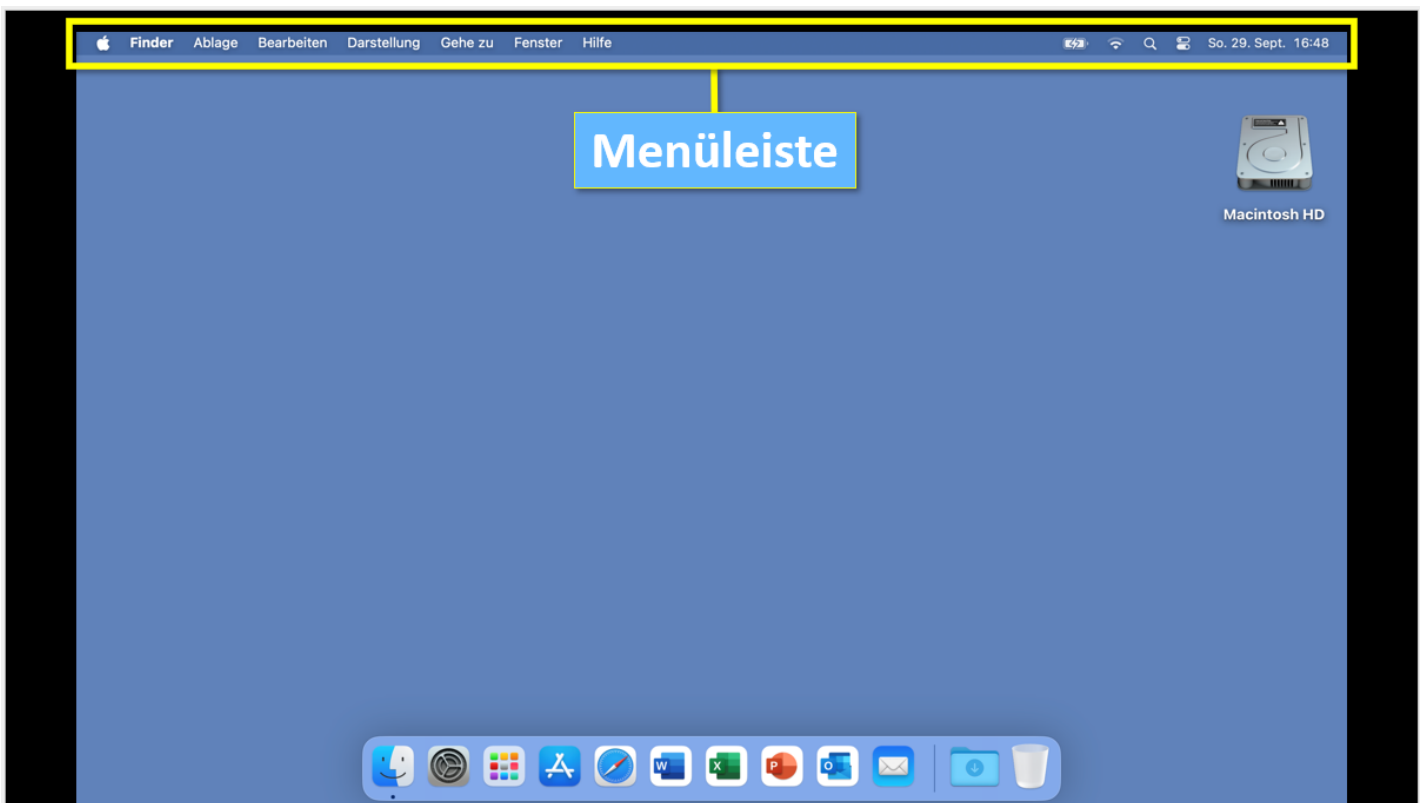 Finder Ablage Bearbeiten Darstellung Gehe zu Fenster Hilfe So. 29. Sept. 16:48
Menüleiste
Macintosh HD
W X P O